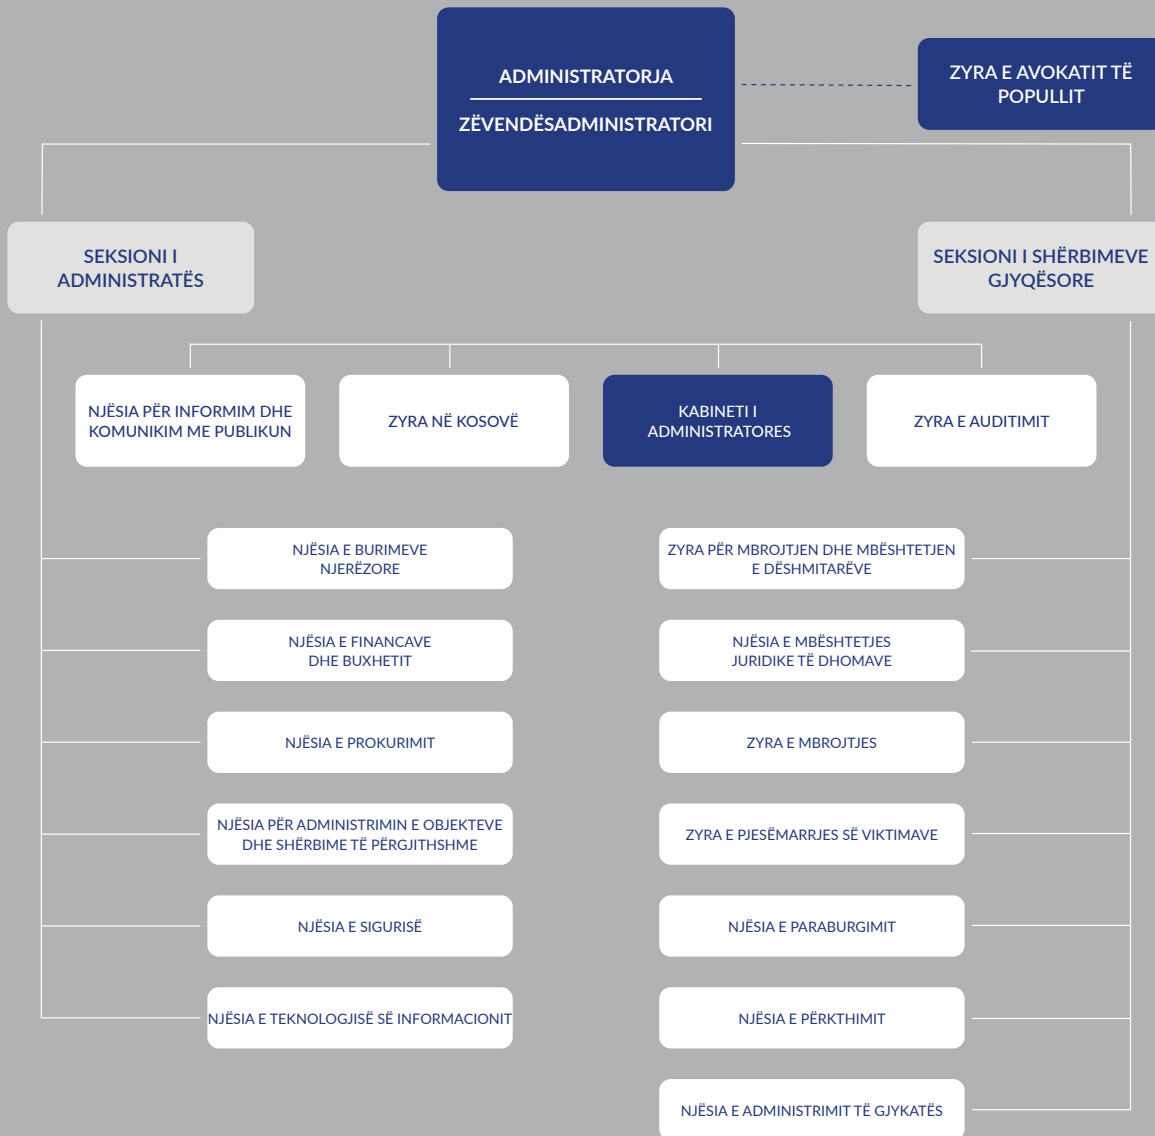 ADMINISTRATORJA
ZËVENDËSADMINISTRATORI
ZYRA E AVOKATIT TË
POPULLIT
SEKSIONI I
ADMINISTRATËS
SEKSIONI I SHËRBIMEVE
GJYQËSORE
NJËSIA PËR INFORMIM DHE
KOMUNIKIM ME PUBLIKUN
ZYRA NË KOSOVË
KABINETI I
ADMINISTRATORES
ZYRA E AUDITIMIT
NJËSIA E BURIMEVE
NJERËZORE
NJËSIA E FINANCAVE
DHE BUXHETIT
NJËSIA E PROKURIMIT
NJËSIA PËR ADMINISTRIMIN E OBJEKTEVE
DHE SHËRBIME TË PËRGJITHSHME
NJËSIA E SIGURISË
NJËSIA E TEKNOLOGJISË SË INFORMACIONIT
ZYRA PËR MBROJTJEN DHE MBËSHTETJEN
E DËSHMITARËVE
NJËSIA E MBËSHTETJES
JURIDIKE TË DHOMAVE
ZYRA E MBROJTJES
ZYRA E PJESËMARRJES SË VIKTIMAVE
NJËSIA E PARABURGIMIT
NJËSIA E PËRKTHIMIT
NJËSIA E ADMINISTRIMIT TË GJYKATËS